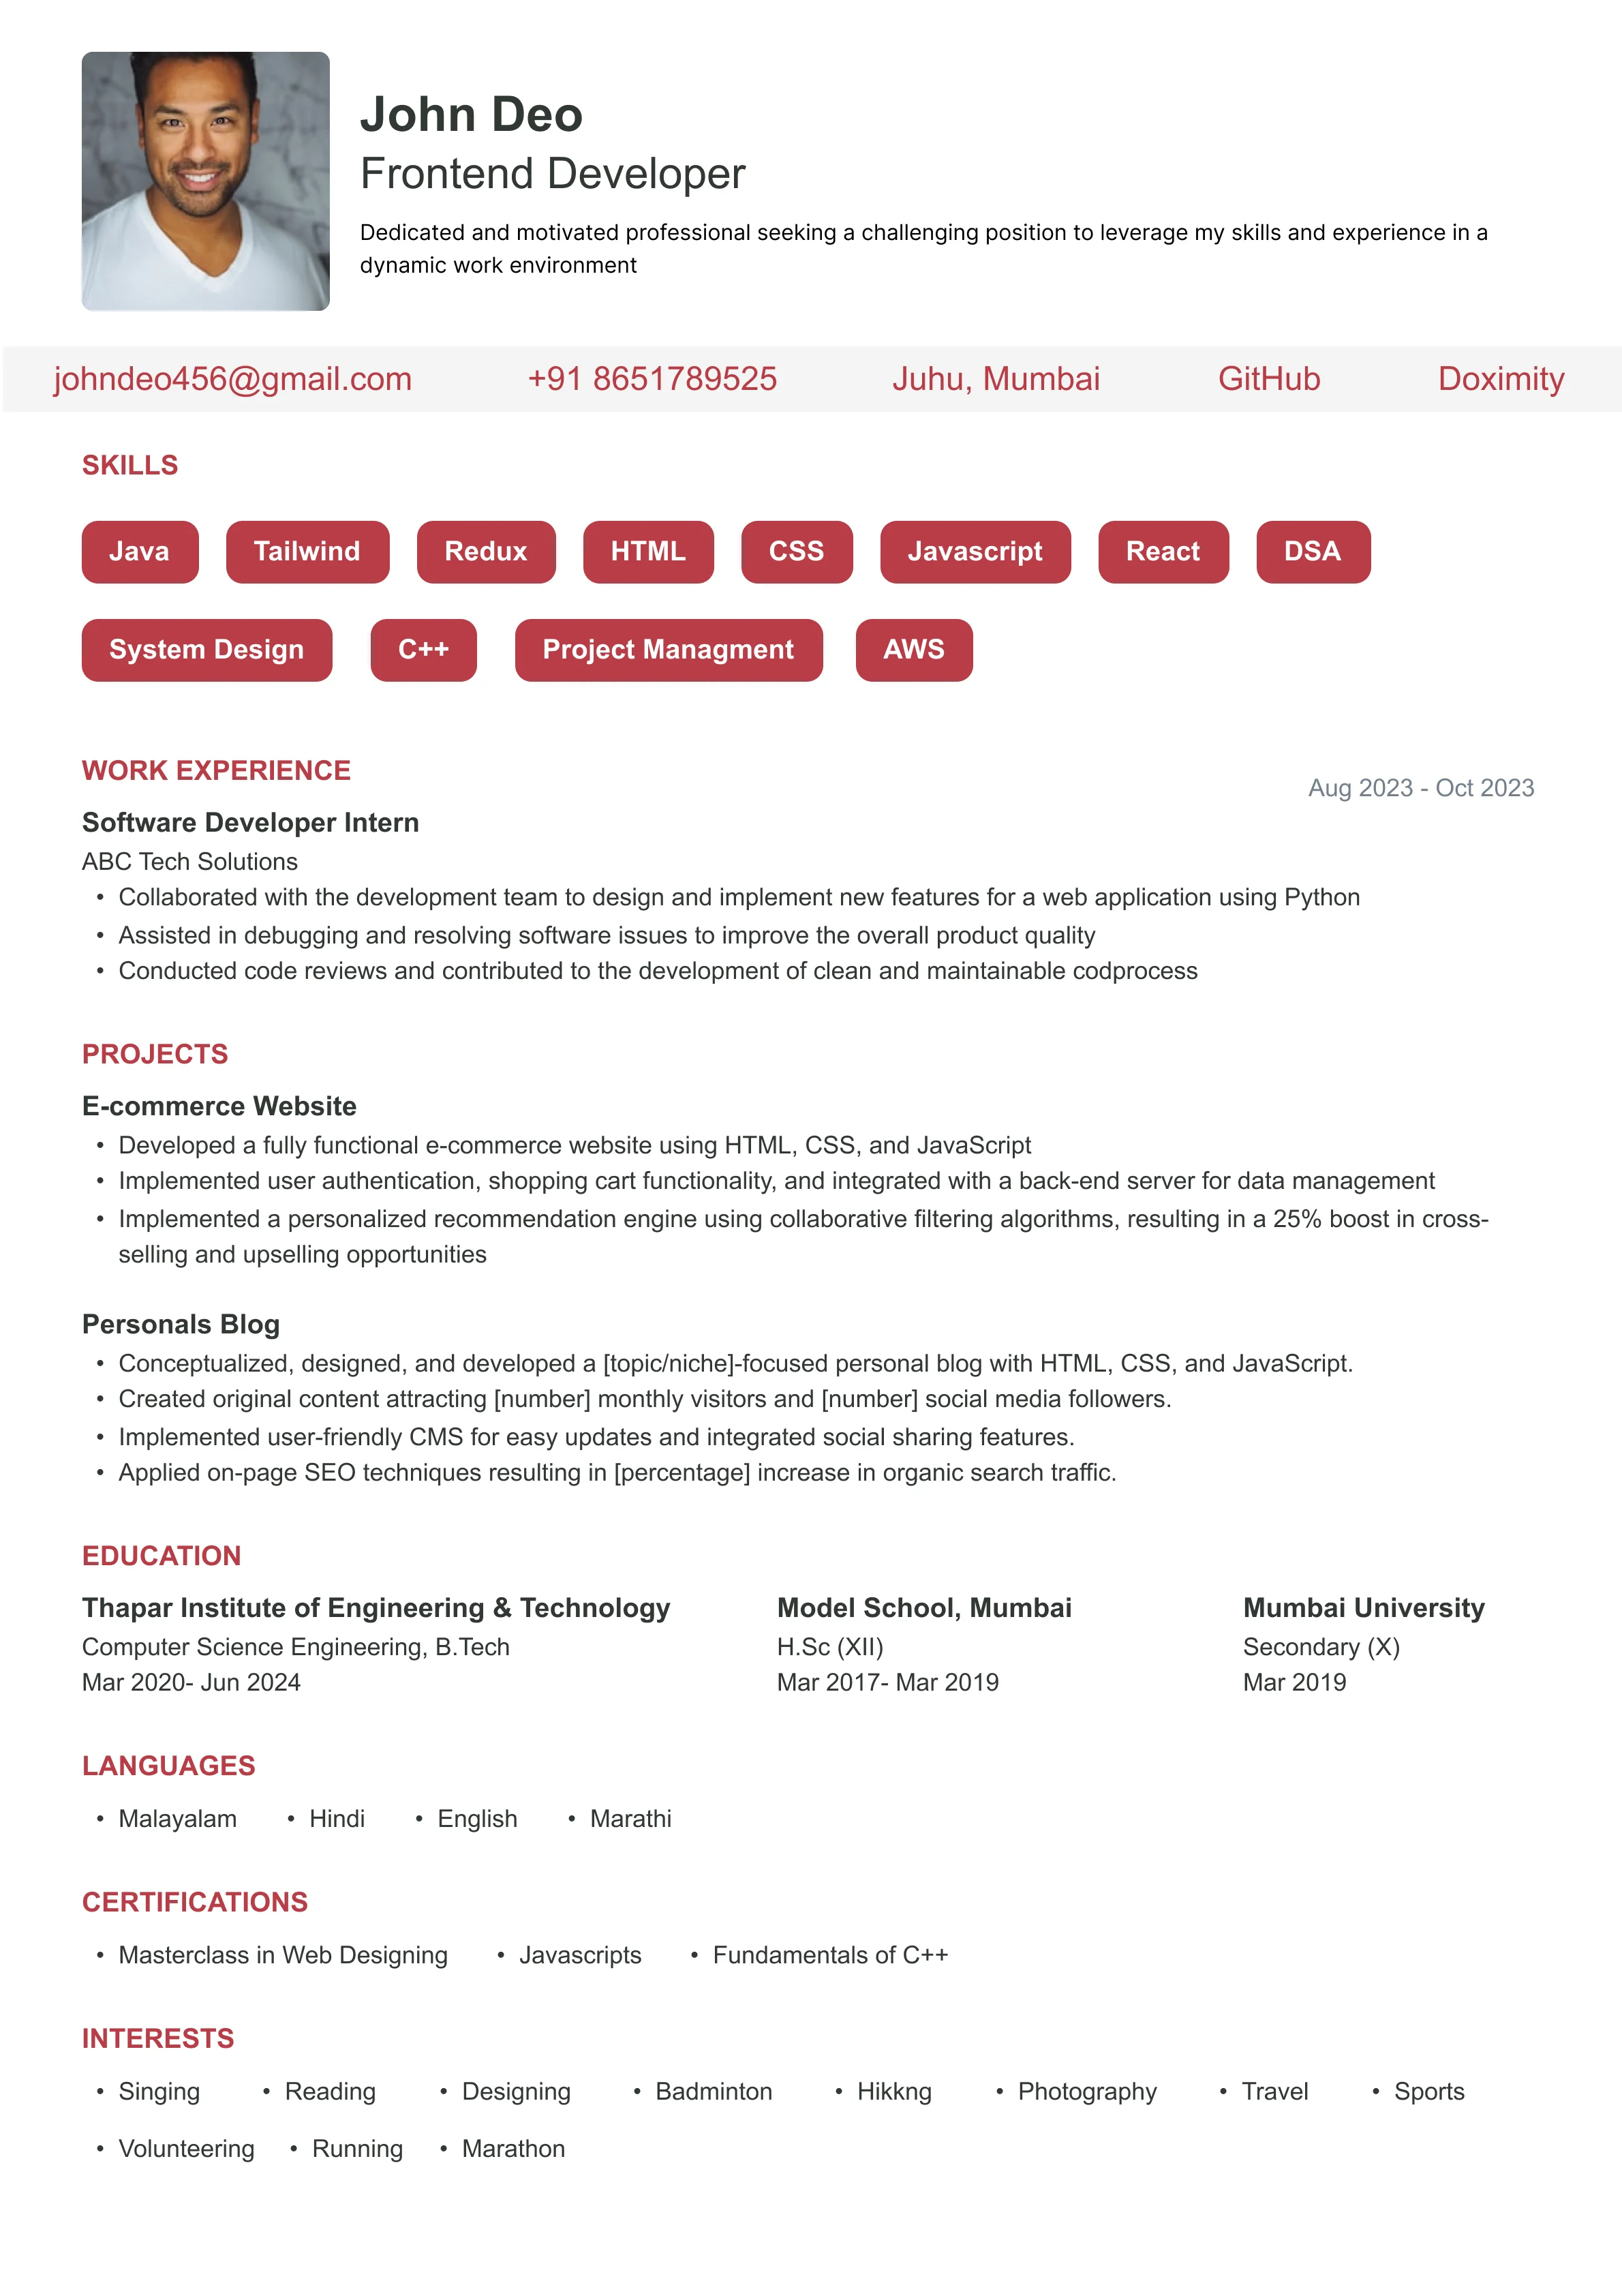 John Deo
Frontend Developer
Dedicated and motivated professional seeking a challenging position to leverage my skills and experience in a
dynamic work environment
johndeo456@gmail.com +91 8651789525 Juhu, Mumbai GitHub Doximity
SKILLS
Java Tailwind Redux HTML CSS Javascript React DSA
System Design C++ Project Managment AWS
WORK EXPERIENCE
Aug 2023 - Oct 2023
Software Developer Intern
ABC Tech Solutions
• Collaborated with the development team to design and implement new features for a web application using Python
• Assisted in debugging and resolving software issues to improve the overall product quality
• Conducted code reviews and contributed to the development of clean and maintainable codprocess
PROJECTS
E-commerce Website
• Developed a fully functional e-commerce website using HTML, CSS, and JavaScript
• Implemented user authentication, shopping cart functionality, and integrated with a back-end server for data management
• Implemented a personalized recommendation engine using collaborative filtering algorithms, resulting in a 25% boost in cross-
selling and upselling opportunities
Personals Blog
• Conceptualized, designed, and developed a [topic/niche]-focused personal blog with HTML, CSS, and JavaScript.
• Created original content attracting [number] monthly visitors and [number] social media followers.
• Implemented user-friendly CMS for easy updates and integrated social sharing features.
• Applied on-page SEO techniques resulting in [percentage] increase in organic search traffic.
EDUCATION
Thapar Institute of Engineering & Technology Model School, Mumbai Mumbai University
Computer Science Engineering, B.Tech H.Sc (XII) Secondary (X)
Mar 2020- Jun 2024 Mar 2017- Mar 2019 Mar 2019
LANGUAGES
• Malayalam • Hindi • English • Marathi
CERTIFICATIONS
• Masterclass in Web Designing • Javascripts • Fundamentals of C++
INTERESTS
• Singing • Reading • Designing • Badminton • Hikkng • Photography • Travel • Sports
• Volunteering • Running • Marathon